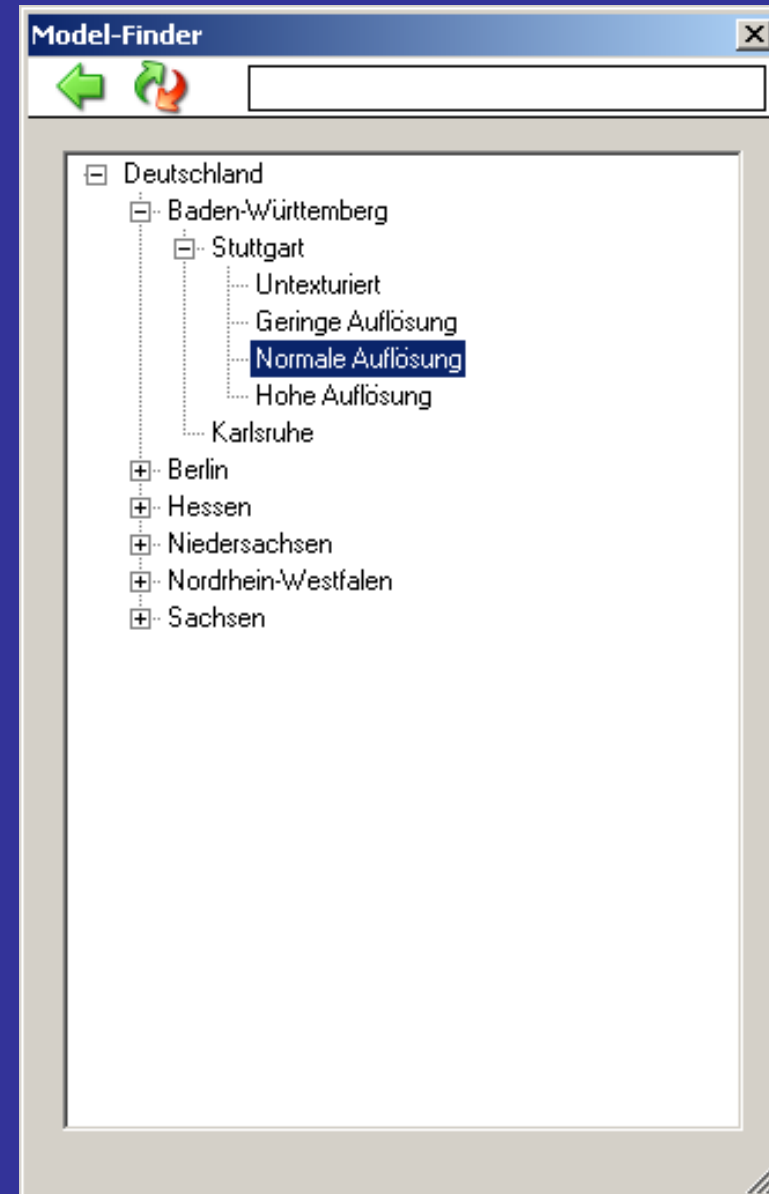 Model-Finder
Deutschland
Baden-Württemberg
Stuttgart
Untexturiert
Geringe Auflösung
Normale Auflösung
Hohe Auflösung
Karlsruhe
Berlin
Hessen
Niedersachsen
Nordrhein-Westfalen
Sachsen